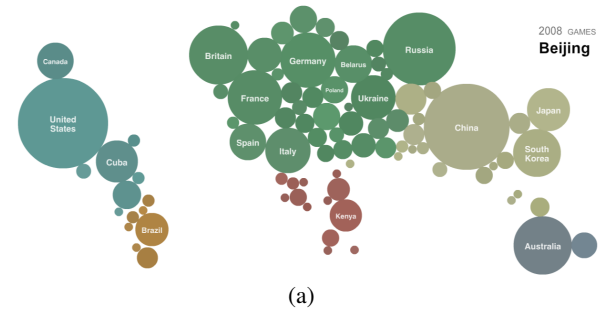 2008 GAMES
Beijing
Canada
United
States
Cuba
Brazil
Britain
Germany
Belarus
Russia
France
Poland
Ukraine
Spain
Italy
Kenya
China
Japan
South
Korea
Australia
(a)